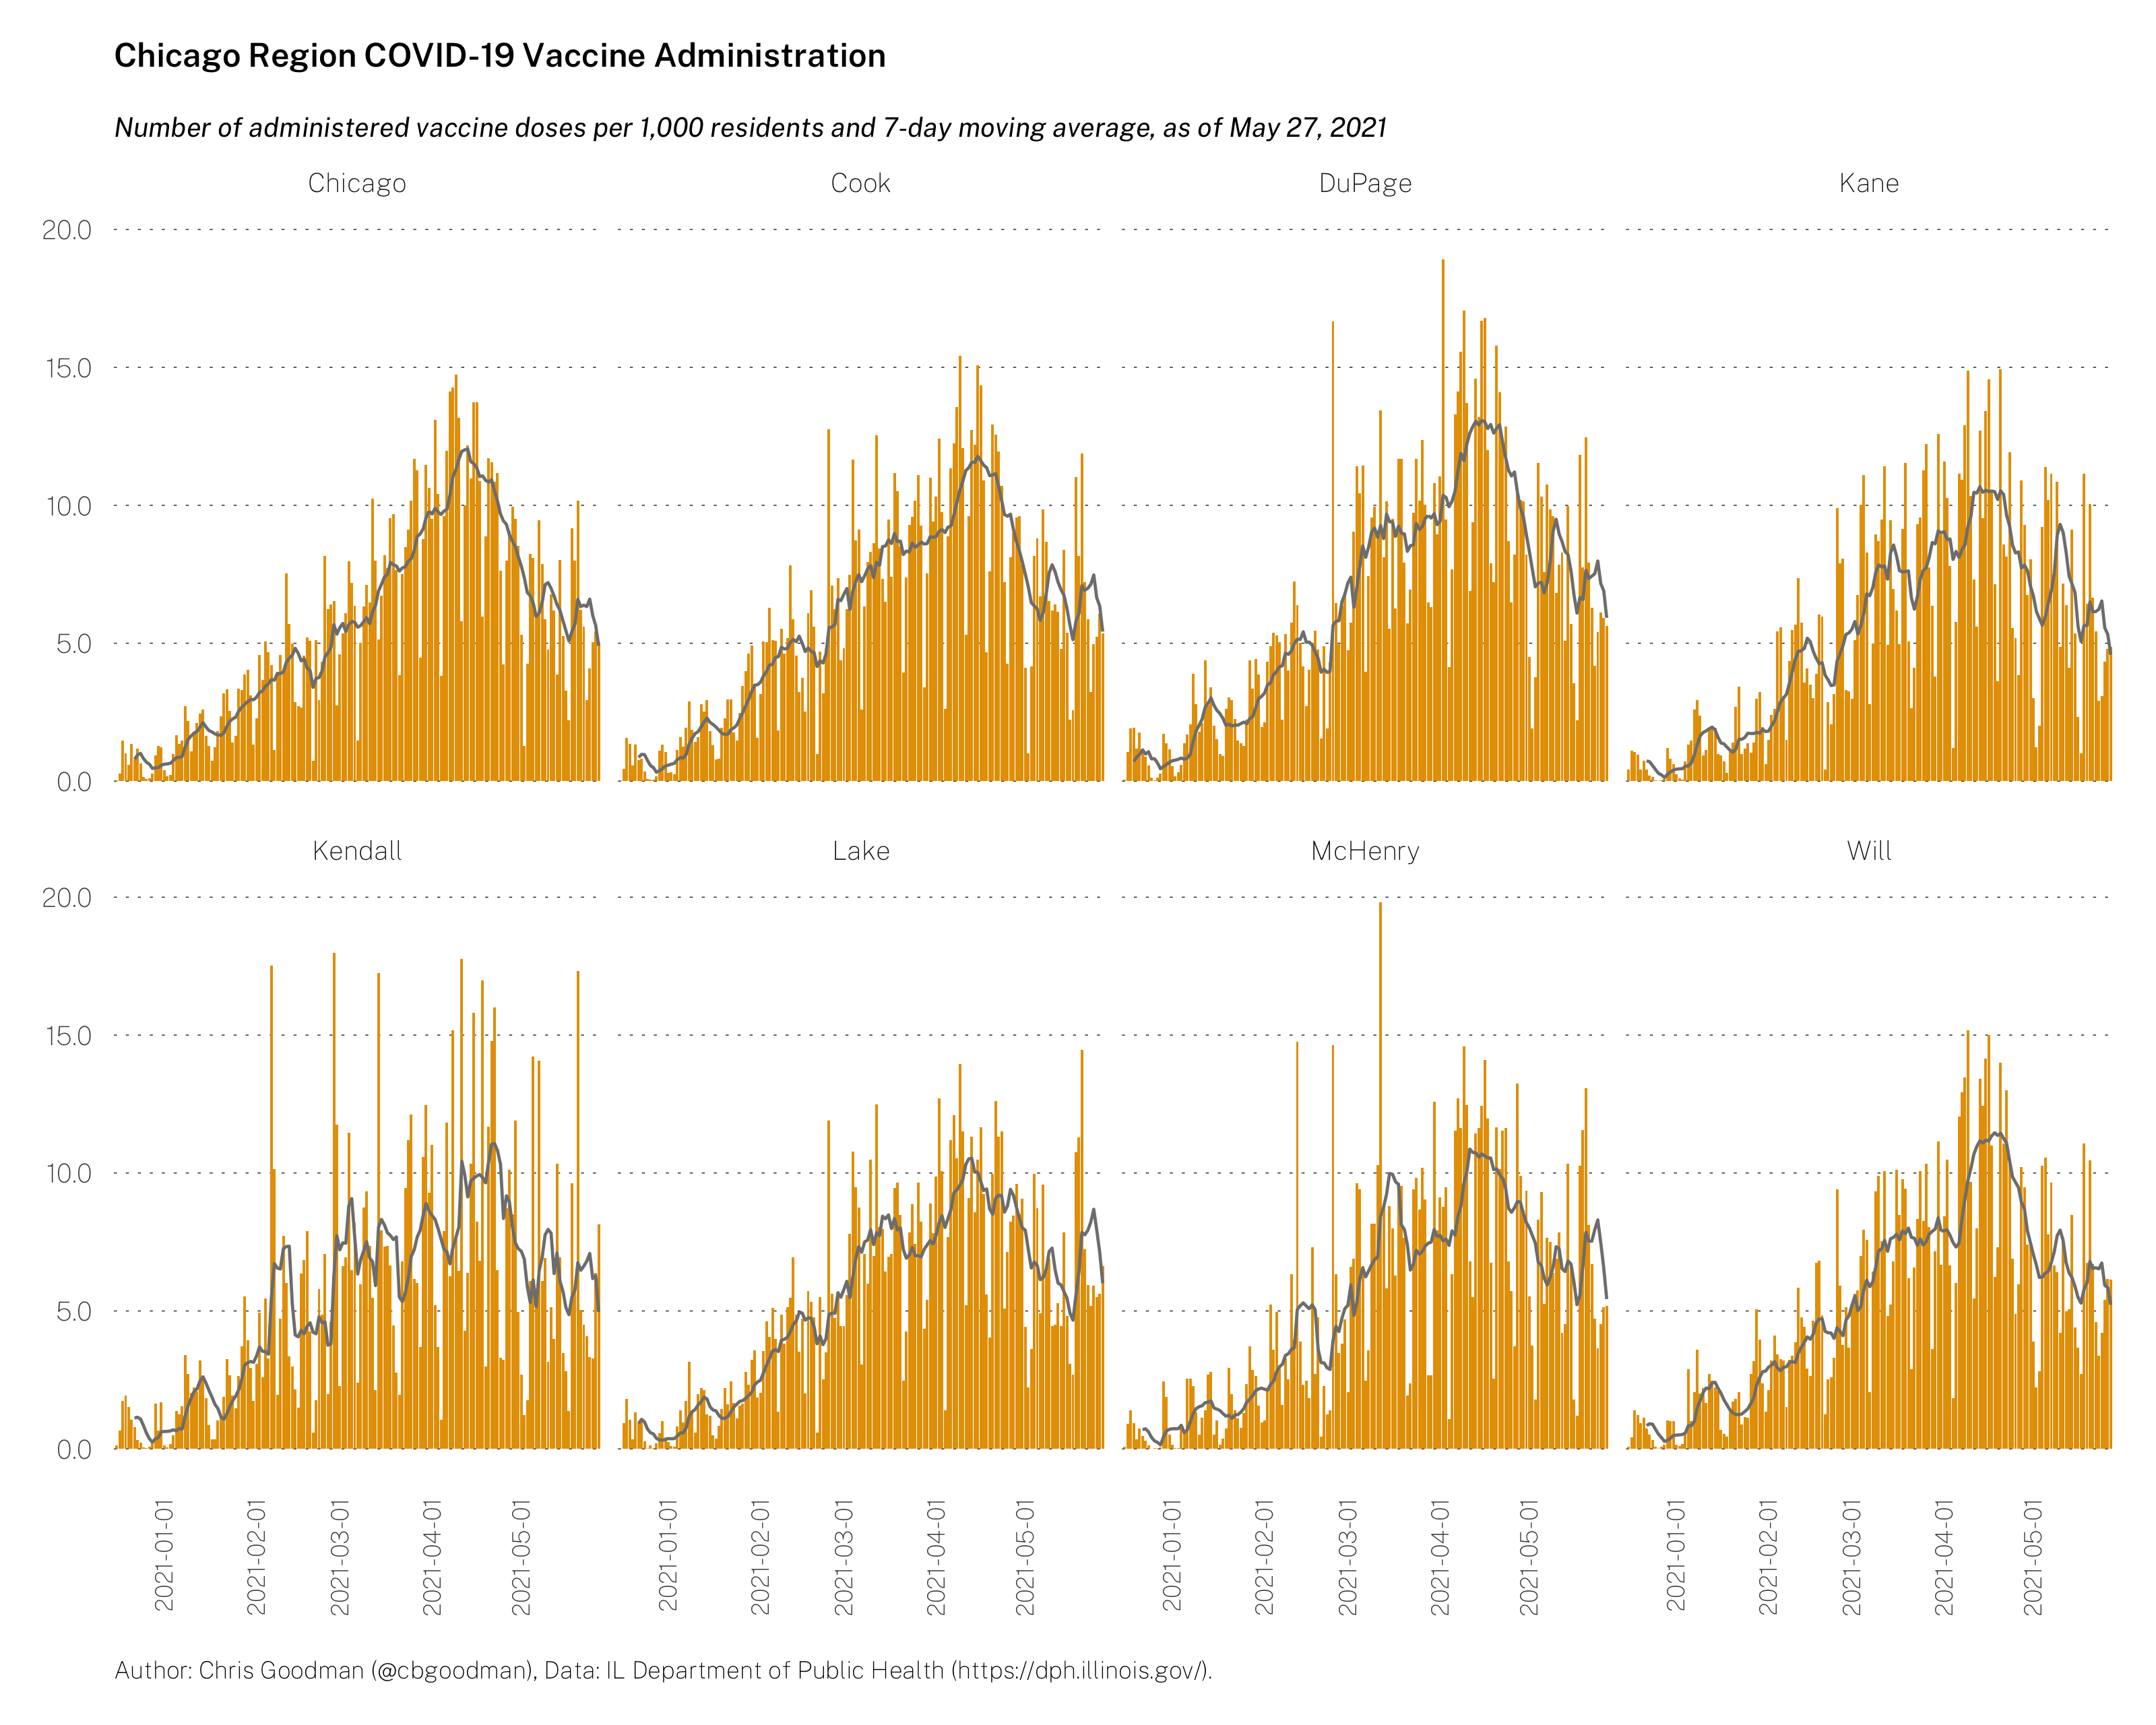 Chicago Region COVID-19 Vaccine Administration
Number of administered vaccine doses per 1,000 residents and 7-day moving average, as of May 27, 2021
Chicago Cook DuPage Kane
20.0
15.0
10.0
5.0
0.0
Kendall Lake McHenry Will
20.0
15.0
10.0
5.0
0.0
2021-01-01 2021-02-01 2021-03-01 2021-04-01 2021-05-01 2021-01-01 2021-02-01 2021-03-01 2021-04-01 2021-05-01 2021-01-01 2021-02-01 2021-03-01 2021-04-01 2021-05-01 2021-01-01 2021-02-01 2021-03-01 2021-04-01 2021-05-01
Author: Chris Goodman (@cbgoodman), Data: IL Department of Public Health (https://dph.illinois.gov/).